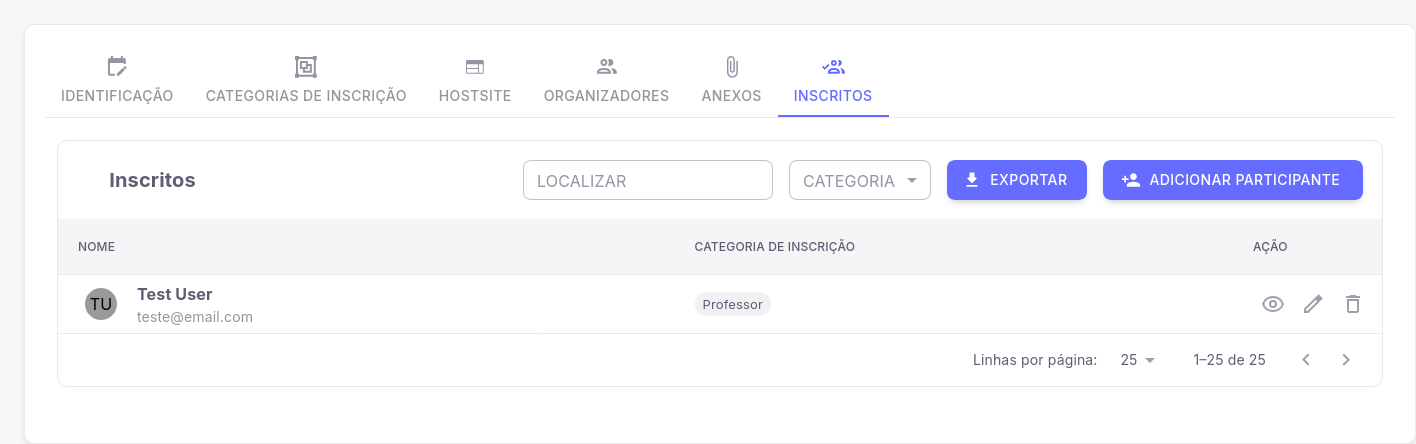 IDENTIFICAÇÃO CATEGORIAS DE INSCRIÇÃO HOSTSITE ORGANIZADORES ANEXOS INSCRITOS
Inscritos LOCALIZAR CATEGORIA EXPORTAR ADICIONAR PARTICIPANTE
NOME CATEGORIA DE INSCRIÇÃO AÇÃO
TU Test User Professor
teste@email.com
Linhas por página: 25 1–25 de 25